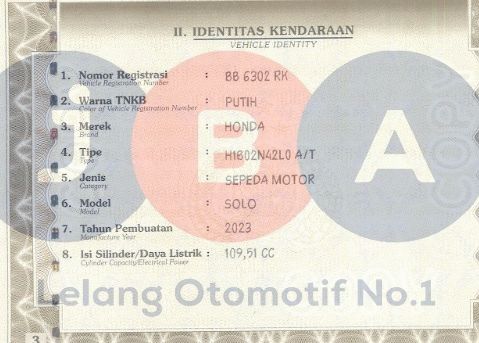 II. IDENTITAS KENDARAAN
VEHICLE IDENTITY
1. Nomor Registrasi : BB 6302 RK
Vehicle Registration Number
2. Warna TNKB : PUTIH
Color of Vehicle Registration Number
3. Merek : HONDA
Brand
4. Tipe : H1B02N42L0 A/T
Type
5. Jenis : SEPEDA MOTOR
Category
6. Model : SOLO
Model
7. Tahun Pembuatan : 2023
Manufacture Year
8. Isi Silinder/Daya Listrik : 109,51 CC
Cylinder Capacity/Electrical Power
JBA
Lelang Otomotif No.1
3